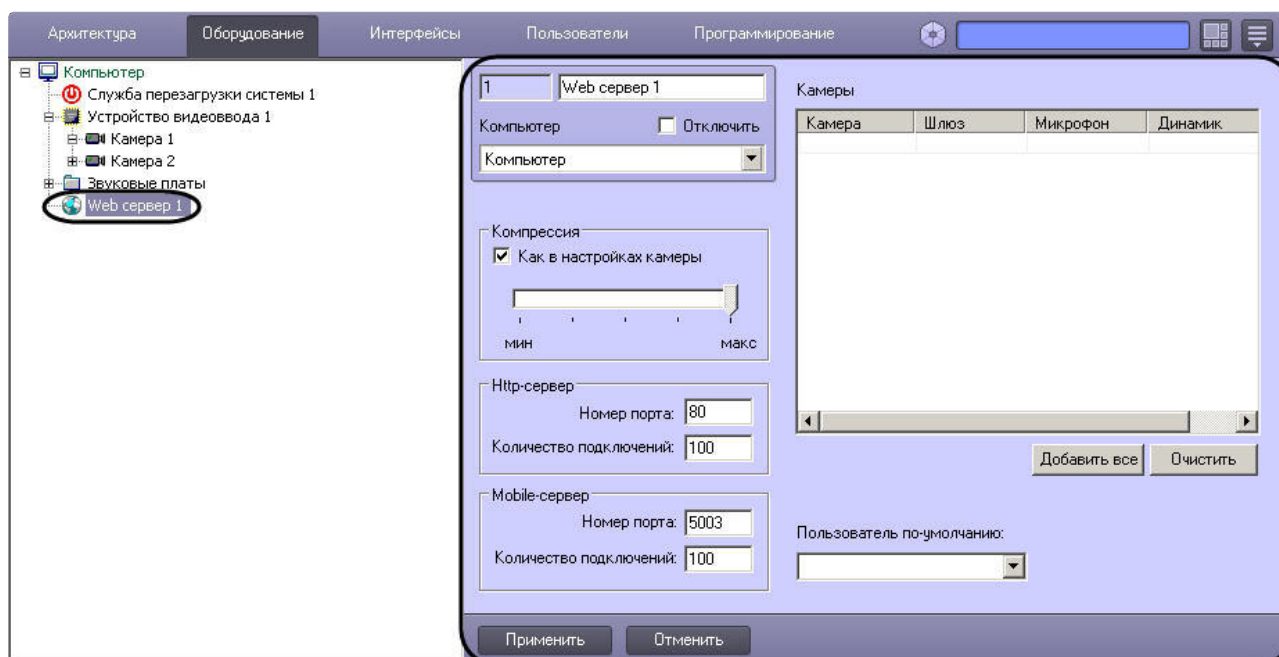 Архитектура Оборудование Интерфейсы Пользователи Программирование
Компьютер
Служба перезагрузки системы 1
Устройство видеоввода 1
Камера 1
Камера 2
Звуковые платы
Web сервер 1
1 Web сервер 1
Компьютер Отключить
Компьютер
Компрессия
Как в настройках камеры
мин макс
Http-сервер
Номер порта: 80
Количество подключений: 100
Mobile-сервер
Номер порта: 5003
Количество подключений: 100
Камеры
Камера Шлюз Микрофон Динамик
Добавить все Очистить
Пользователь по-умолчанию:
Применить Отменить